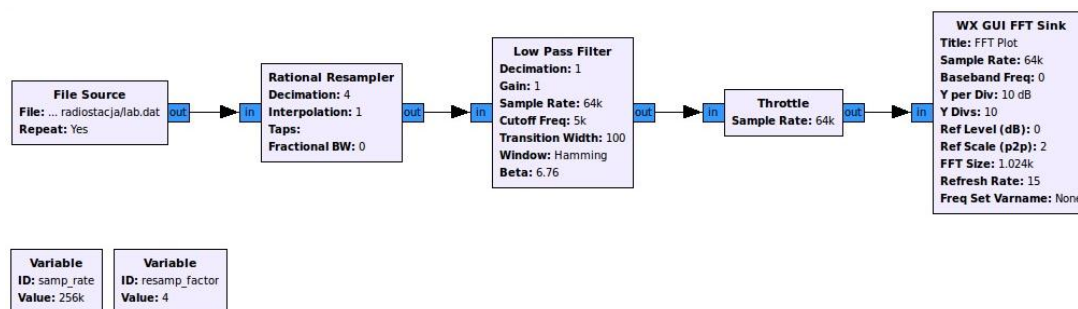 File Source
File: ... radiostacja/lab.dat
Repeat: Yes
out
in
Rational Resampler
Decimation: 4
Interpolation: 1
Taps:
Fractional BW: 0
out
in
Low Pass Filter
Decimation: 1
Gain: 1
Sample Rate: 64k
Cutoff Freq: 5k
Transition Width: 100
Window: Hamming
Beta: 6.76
out
in
Throttle
Sample Rate: 64k
out
in
WX GUI FFT Sink
Title: FFT Plot
Sample Rate: 64k
Baseband Freq: 0
Y per Div: 10 dB
Y Divs: 10
Ref Level (dB): 0
Ref Scale (p2p): 2
FFT Size: 1.024k
Refresh Rate: 15
Freq Set Varname: None
Variable
ID: samp_rate
Value: 256k
Variable
ID: resamp_factor
Value: 4